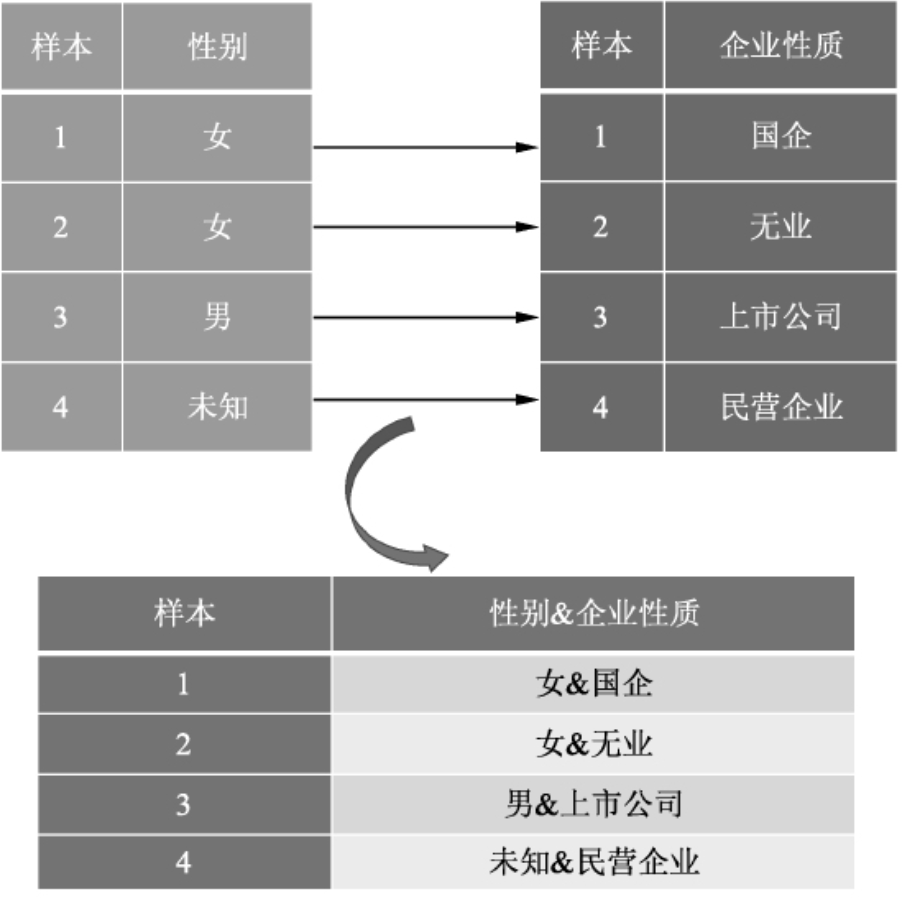 样本 性别
1 女
2 女
3 男
4 未知
样本 企业性质
1 国企
2 无业
3 上市公司
4 民营企业
样本 性别&企业性质
1 女&国企
2 女&无业
3 男&上市公司
4 未知&民营企业